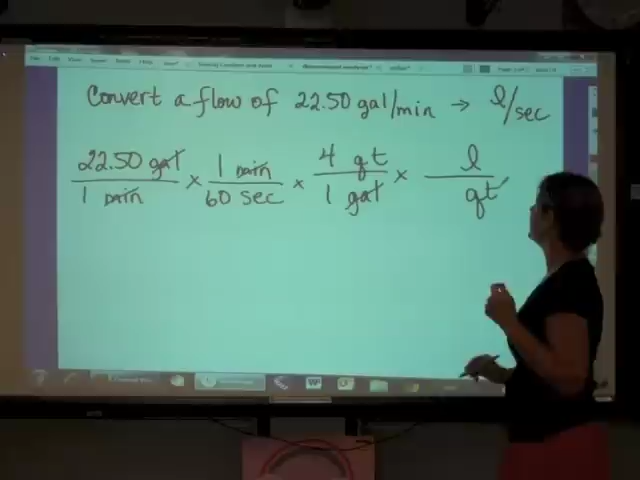 Convert a flow of 22.50 gal/min → l/sec
22.50 gal / 1 min × 1 min / 60 sec × 4 qt / 1 gal × l / qt